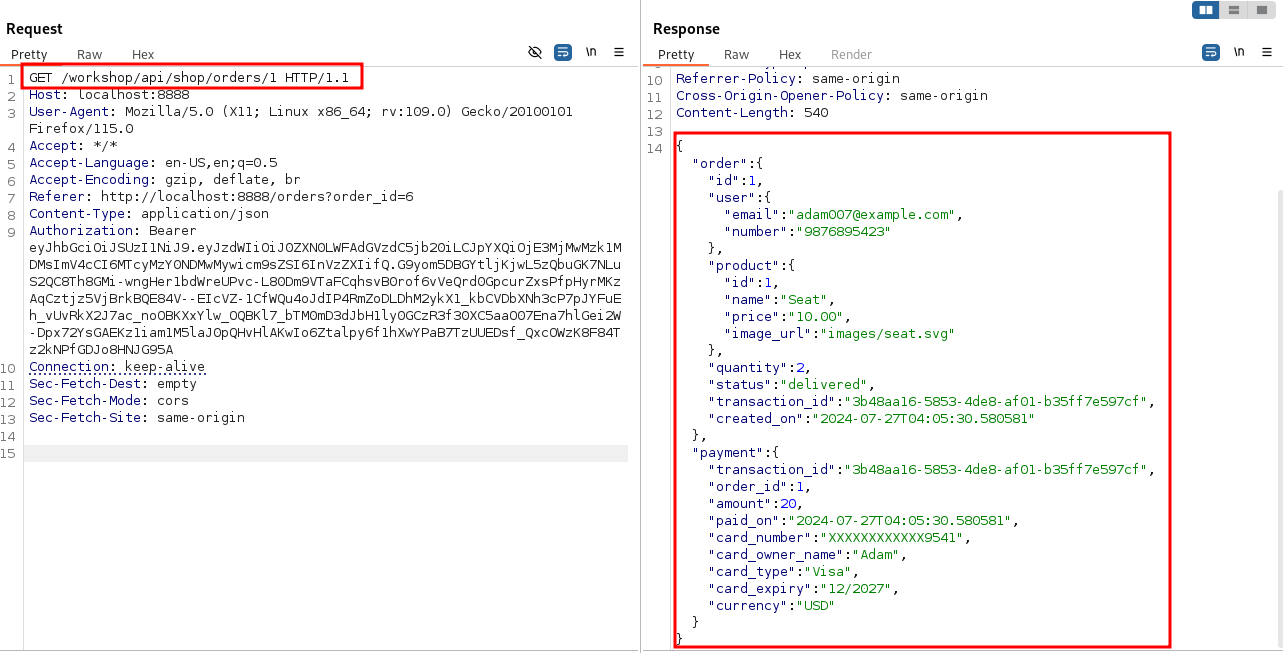 Request
Pretty Raw Hex
\n
1 GET /workshop/api/shop/orders/1 HTTP/1.1
2 Host: localhost:8888
3 User-Agent: Mozilla/5.0 (X11; Linux x86_64; rv:109.0) Gecko/20100101
Firefox/115.0
4 Accept: */*
5 Accept-Language: en-US,en;q=0.5
6 Accept-Encoding: gzip, deflate, br
7 Referer: http://localhost:8888/orders?order_id=6
8 Content-Type: application/json
9 Authorization: Bearer
eyJhbGciOiJSUzI1NiJ9.eyJzdWIiOiJ0ZXN0LWFAdGVzdC5jb20iLCJpYXQiOjE3MjMwMzk1M
DMsImV4cCI6MTcyMzY0NDMwMywicm9sZSI6InVzZXIifQ.G9yom5DBGYtljKjwL5zQbuGK7NLu
S2QC8Th8GMi-wngHer1bdWreUPvc-L80Dm9VTaFCqhsvB0rof6vVeQrd0GpcurZxsPfpHyrMKz
AqCztjz5VjBrkBQE84V--EIcVZ-1CfWQu4oJdIP4RmZoDLDhM2ykX1_kbCVDbXNh3cP7pJYFuE
h_vUvRkX2J7ac_noOBKXxYlw_OQBKl7_bTM0mD3dJbH1ly0GCzR3f30XC5aa007Ena7hlGei2W
-Dpx72YsGAEKz1iam1M5laJ0pQHvHlAKwIo6Ztalpy6f1hXwYPaB7TzUUEDsf_QxcOWzK8F84T
z2kNPfGDJo8HNJG95A
10 Connection: keep-alive
11 Sec-Fetch-Dest: empty
12 Sec-Fetch-Mode: cors
13 Sec-Fetch-Site: same-origin
14
15
Response
Pretty Raw Hex Render
\n
10 Referrer-Policy: same-origin
11 Cross-Origin-Opener-Policy: same-origin
12 Content-Length: 540
13
14 {
"order":{
"id":1,
"user":{
"email":"adam007@example.com",
"number":"9876895423"
},
"product":{
"id":1,
"name":"Seat",
"price":"10.00",
"image_url":"images/seat.svg"
},
"quantity":2,
"status":"delivered",
"transaction_id":"3b48aa16-5853-4de8-af01-b35ff7e597cf",
"created_on":"2024-07-27T04:05:30.580581"
},
"payment":{
"transaction_id":"3b48aa16-5853-4de8-af01-b35ff7e597cf",
"order_id":1,
"amount":20,
"paid_on":"2024-07-27T04:05:30.580581",
"card_number":"XXXXXXXXXXXX9541",
"card_owner_name":"Adam",
"card_type":"Visa",
"card_expiry":"12/2027",
"currency":"USD"
}
}